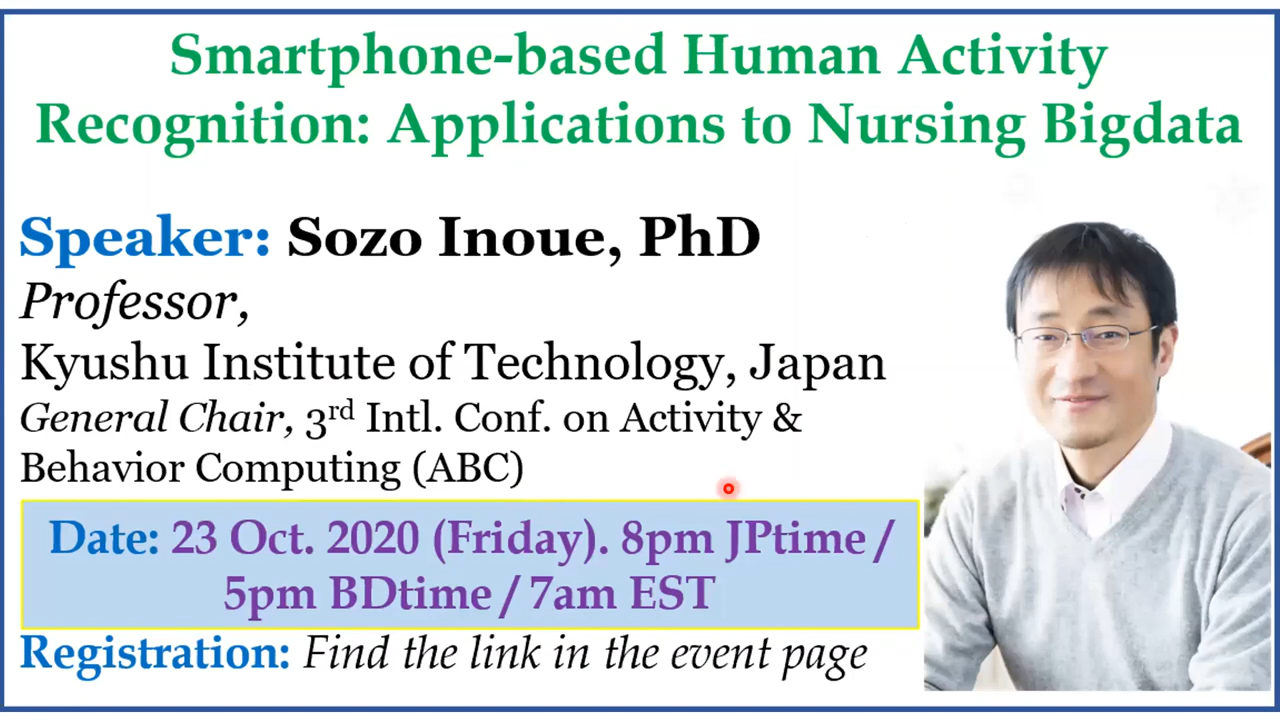 Smartphone-based Human Activity
Recognition: Applications to Nursing Bigdata
Speaker: Sozo Inoue, PhD
Professor,
Kyushu Institute of Technology, Japan
General Chair, 3rd Intl. Conf. on Activity &
Behavior Computing (ABC)
Date: 23 Oct. 2020 (Friday). 8pm JPtime /
5pm BDtime / 7am EST
Registration: Find the link in the event page